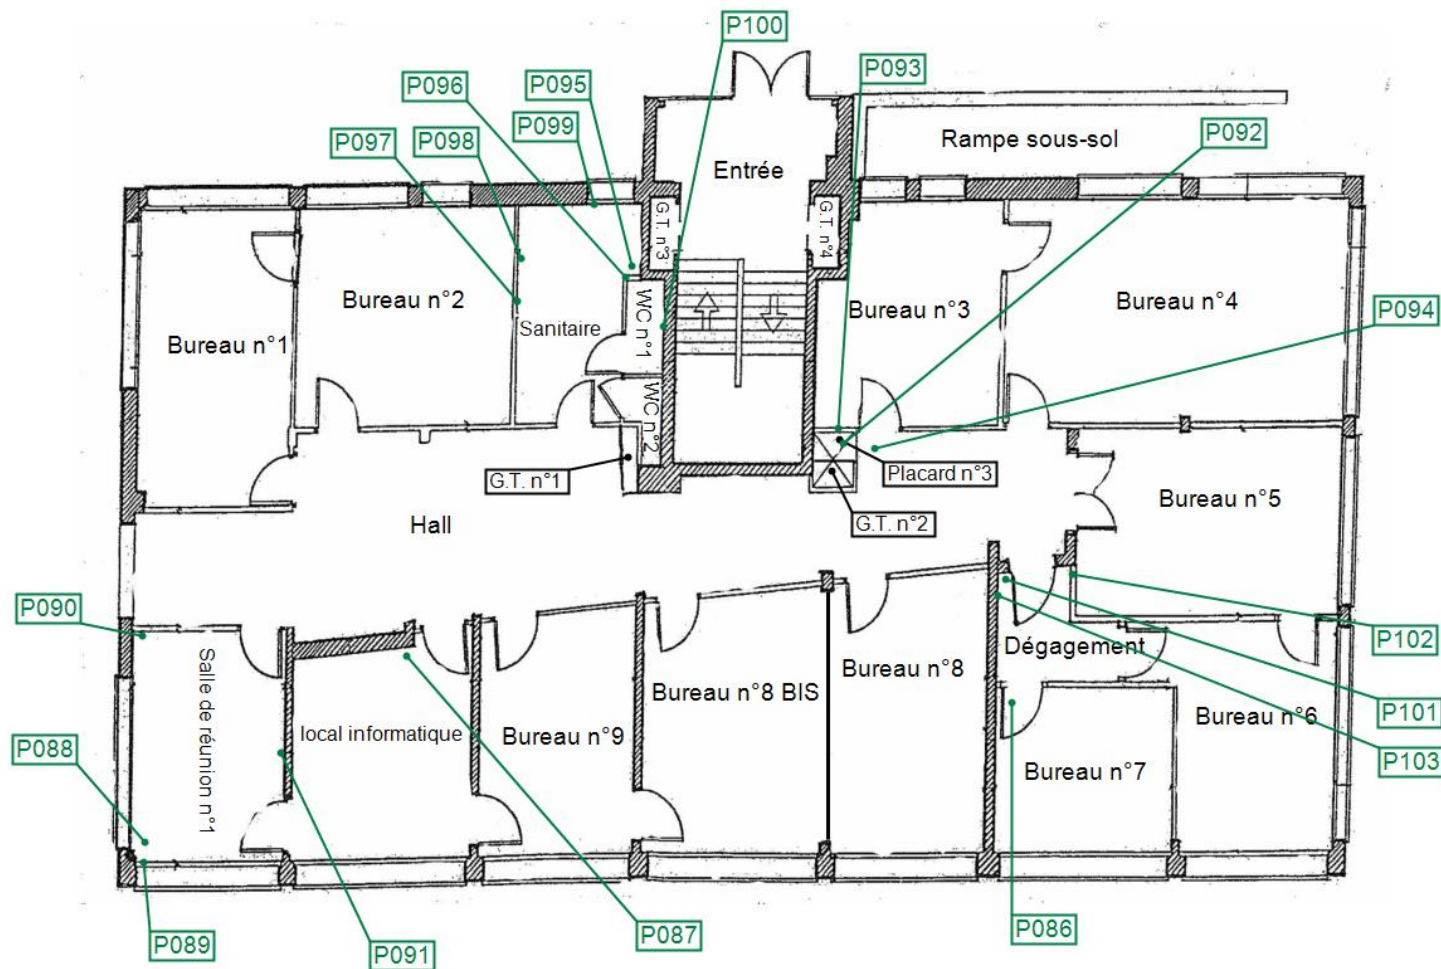 P100
P093
P095
P096
P099
P097
P098
P092
Rampe sous-sol
Entrée
G.T. n°3
G.T. n°4
Bureau n°2
Bureau n°3
Bureau n°4
P094
Sanitaire
WC n°1
Bureau n°1
WC n°2
G.T. n°1
Placard n°3
Bureau n°5
Hall
G.T. n°2
P090
P102
Dégagement
Salle de réunion n°1
Bureau n°8
Bureau n°8 BIS
P101
Bureau n°6
local informatique
Bureau n°9
P088
P103
Bureau n°7
P086
P087
P089
P091